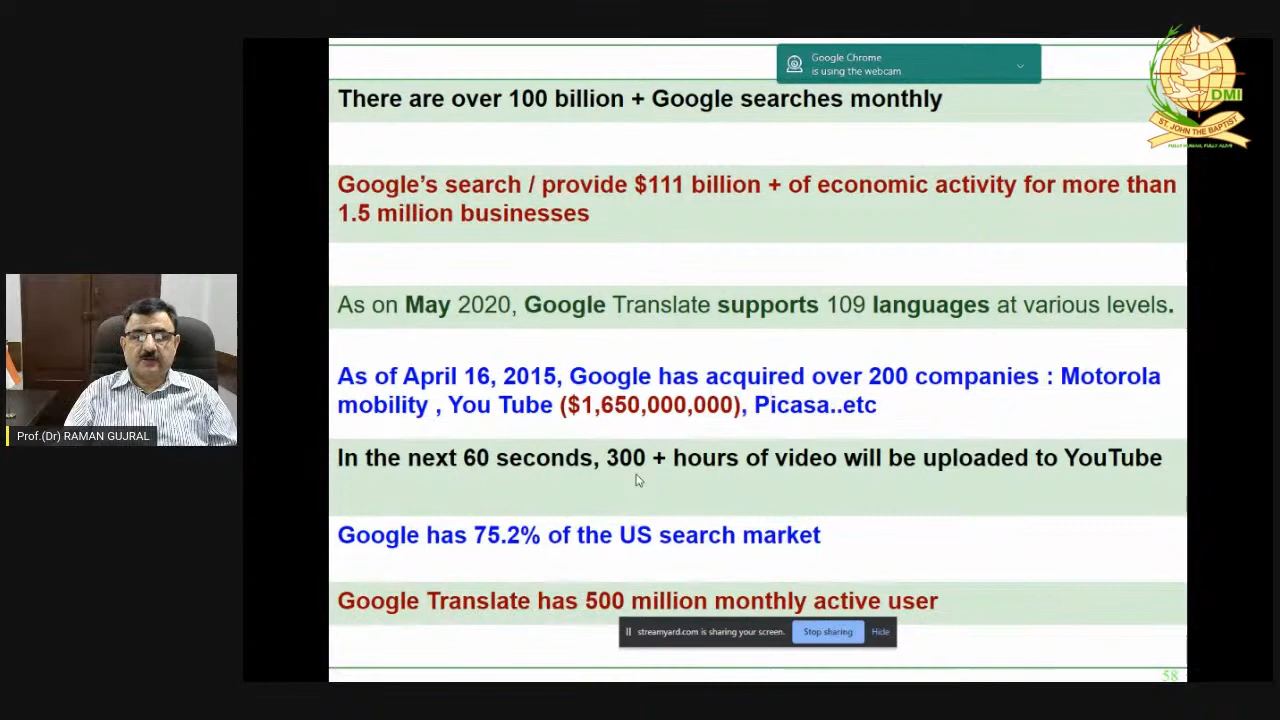 Google Chrome
is using the webcam
There are over 100 billion + Google searches monthly
DMI
ST. JOHN THE BAPTIST
FULLY HUMAN, FULLY ALIVE
Google's search / provide $111 billion + of economic activity for more than
1.5 million businesses
As on May 2020, Google Translate supports 109 languages at various levels.
As of April 16, 2015, Google has acquired over 200 companies : Motorola
mobility , You Tube ($1,650,000,000), Picasa..etc
Prof.(Dr) RAMAN GUJRAL
In the next 60 seconds, 300 + hours of video will be uploaded to YouTube
Google has 75.2% of the US search market
Google Translate has 500 million monthly active user
streamyard.com is sharing your screen. Stop sharing Hide
58